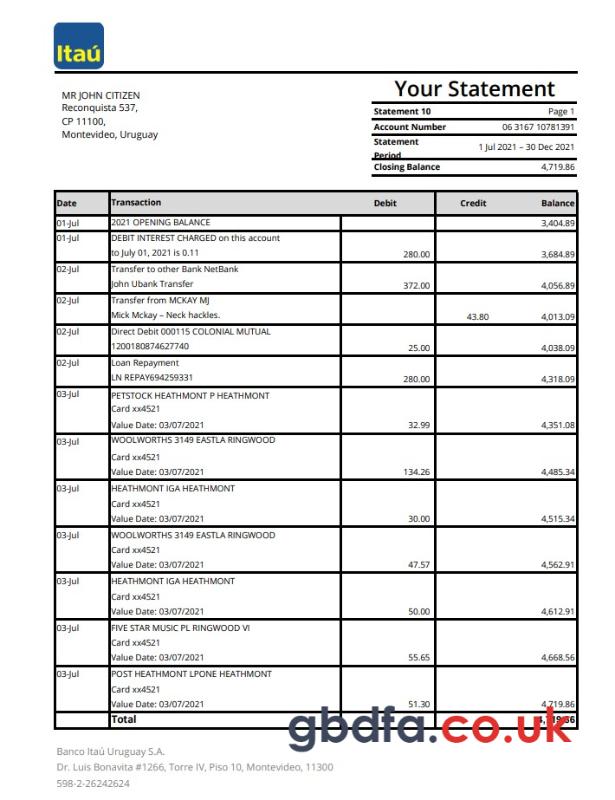 Itaú
MR JOHN CITIZEN
Reconquista 537,
CP 11100,
Montevideo, Uruguay
Your Statement
Statement 10 Page 1
Account Number 06 3167 10781391
Statement Period 1 Jul 2021 – 30 Dec 2021
Closing Balance 4,719.86
Date Transaction Debit Credit Balance
01-Jul 2021 OPENING BALANCE 3,404.89
01-Jul DEBIT INTEREST CHARGED on this account
to July 01, 2021 is 0.11 280.00 3,684.89
02-Jul Transfer to other Bank NetBank
John Ubank Transfer 372.00 4,056.89
02-Jul Transfer from MCKAY MJ
Mick Mckay – Neck hackles. 43.80 4,013.09
02-Jul Direct Debit 000115 COLONIAL MUTUAL
1200180874627740 25.00 4,038.09
02-Jul Loan Repayment
LN REPAY694259331 280.00 4,318.09
03-Jul PETSTOCK HEATHMONT P HEATHMONT
Card xx4521
Value Date: 03/07/2021 32.99 4,351.08
03-Jul WOOLWORTHS 3149 EASTLA RINGWOOD
Card xx4521
Value Date: 03/07/2021 134.26 4,485.34
03-Jul HEATHMONT IGA HEATHMONT
Card xx4521
Value Date: 03/07/2021 30.00 4,515.34
03-Jul WOOLWORTHS 3149 EASTLA RINGWOOD
Card xx4521
Value Date: 03/07/2021 47.57 4,562.91
03-Jul HEATHMONT IGA HEATHMONT
Card xx4521
Value Date: 03/07/2021 50.00 4,612.91
03-Jul FIVE STAR MUSIC PL RINGWOOD VI
Card xx4521
Value Date: 03/07/2021 55.65 4,668.56
03-Jul POST HEATHMONT LPONE HEATHMONT
Card xx4521
Value Date: 03/07/2021 51.30 4,719.86
Total 4,719.86
gbdfa.co.uk
Banco Itaú Uruguay S.A.
Dr. Luis Bonavita #1266, Torre IV, Piso 10, Montevideo, 11300
598-2-26242624